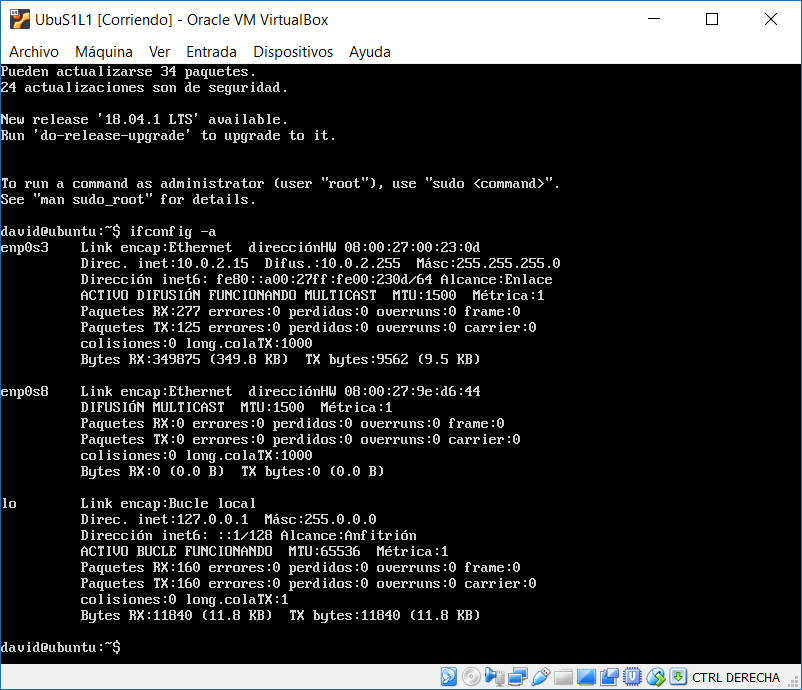 UbuS1L1 [Corriendo] - Oracle VM VirtualBox
Archivo Máquina Ver Entrada Dispositivos Ayuda
Pueden actualizarse 34 paquetes.
24 actualizaciones son de seguridad.
New release '18.04.1 LTS' available.
Run 'do-release-upgrade' to upgrade to it.
To run a command as administrator (user "root"), use "sudo <command>".
See "man sudo_root" for details.
david@ubuntu:~$ ifconfig -a
enp0s3 Link encap:Ethernet direcciónHW 08:00:27:00:23:0d
Direc. inet:10.0.2.15 Difus.:10.0.2.255 Másc:255.255.255.0
Dirección inet6: fe80::a00:27ff:fe00:230d/64 Alcance:Enlace
ACTIVO DIFUSIÓN FUNCIONANDO MULTICAST MTU:1500 Métrica:1
Paquetes RX:277 errores:0 perdidos:0 overruns:0 frame:0
Paquetes TX:125 errores:0 perdidos:0 overruns:0 carrier:0
colisiones:0 long.colaTX:1000
Bytes RX:349875 (349.8 KB) TX bytes:9562 (9.5 KB)
enp0s8 Link encap:Ethernet direcciónHW 08:00:27:9e:d6:44
DIFUSIÓN MULTICAST MTU:1500 Métrica:1
Paquetes RX:0 errores:0 perdidos:0 overruns:0 frame:0
Paquetes TX:0 errores:0 perdidos:0 overruns:0 carrier:0
colisiones:0 long.colaTX:1000
Bytes RX:0 (0.0 B) TX bytes:0 (0.0 B)
lo Link encap:Bucle local
Direc. inet:127.0.0.1 Másc:255.0.0.0
Dirección inet6: ::1/128 Alcance:Anfitrión
ACTIVO BUCLE FUNCIONANDO MTU:65536 Métrica:1
Paquetes RX:160 errores:0 perdidos:0 overruns:0 frame:0
Paquetes TX:160 errores:0 perdidos:0 overruns:0 carrier:0
colisiones:0 long.colaTX:1
Bytes RX:11840 (11.8 KB) TX bytes:11840 (11.8 KB)
david@ubuntu:~$
CTRL DERECHA